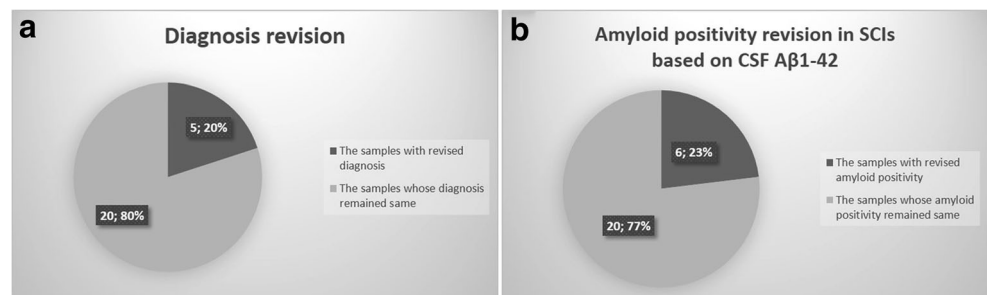 a
Diagnosis revision
5; 20%
20; 80%
The samples with revised
diagnosis
The samples whose diagnosis
remained same
b
Amyloid positivity revision in SCIs
based on CSF Aβ1-42
6; 23%
20; 77%
The samples with revised
amyloid positivity
The samples whose amyloid
positivity remained same